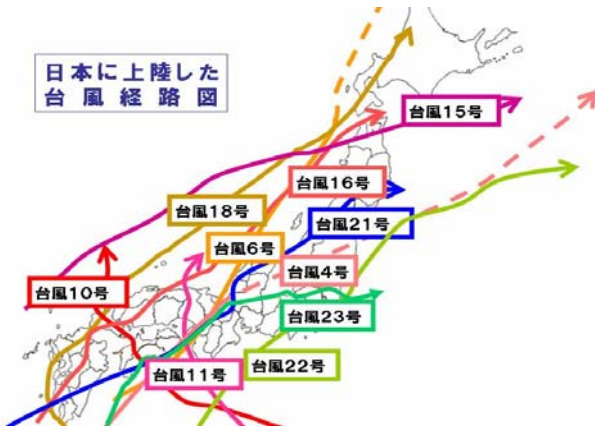 日本に上陸した
台風経路図
台風15号
台風16号
台風18号
台風21号
台風6号
台風4号
台風10号
台風23号
台風22号
台風11号